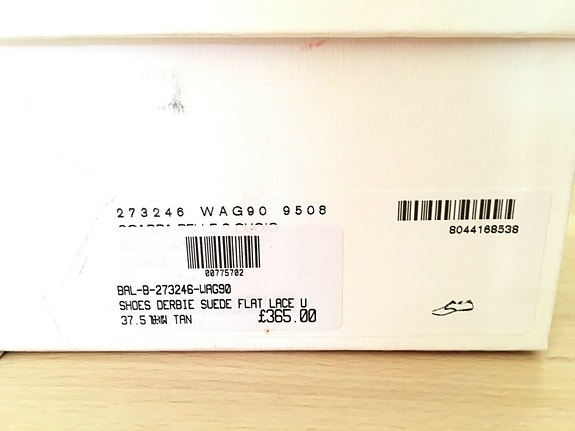 273246 WAG90 9508
8044168538
00775702
BAL-B-273246-WAG90
SHOES DERBIE SUEDE FLAT LACE U
37.5 TAN £365.00